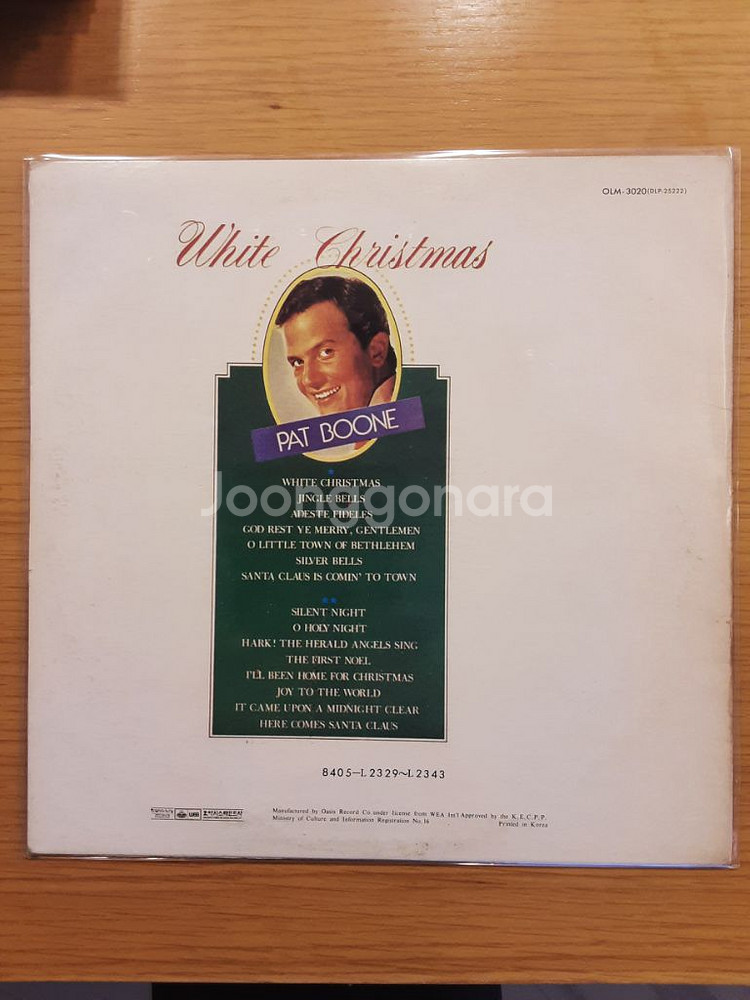 OLM-3020(DLP-25222)
White Christmas
PAT BOONE
★
WHITE CHRISTMAS
JINGLE BELLS
ADESTE FIDELES
GOD REST YE MERRY, GENTLEMEN
O LITTLE TOWN OF BETHLEHEM
SILVER BELLS
SANTA CLAUS IS COMIN' TO TOWN
★★
SILENT NIGHT
O HOLY NIGHT
HARK! THE HERALD ANGELS SING
THE FIRST NOEL
I'LL BEEN HOME FOR CHRISTMAS
JOY TO THE WORLD
IT CAME UPON A MIDNIGHT CLEAR
HERE COMES SANTA CLAUS
Joonggonara
8405-L2329~L2343
Manufactured by Oasis Record Co. under license from WEA Int'l Approved by the K.E.C.P.P.
Ministry of Culture and Information Registration No. 16
Printed in Korea